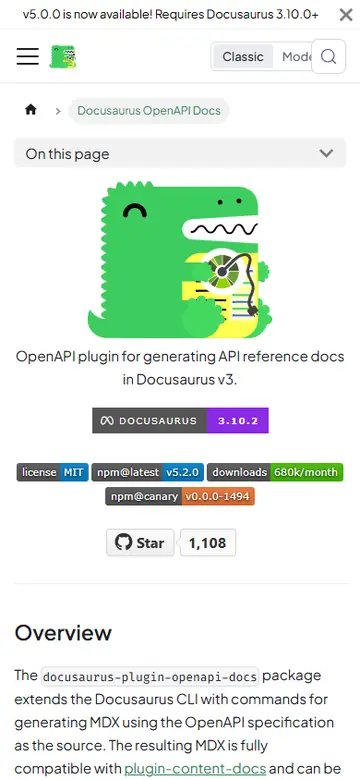 v5.0.0 is now available! Requires Docusaurus 3.10.0+
Classic
Docusaurus OpenAPI Docs
On this page
OpenAPI plugin for generating API reference docs
in Docusaurus v3.
DOCUSAURUS 3.10.2
license MIT npm@latest v5.2.0 downloads 680k/month
npm@canary v0.0.0-1494
Star 1,108
Overview
The docusaurus-plugin-openapi-docs package
extends the Docusaurus CLI with commands for
generating MDX using the OpenAPI specification
as the source. The resulting MDX is fully
compatible with plugin-content-docs and can be